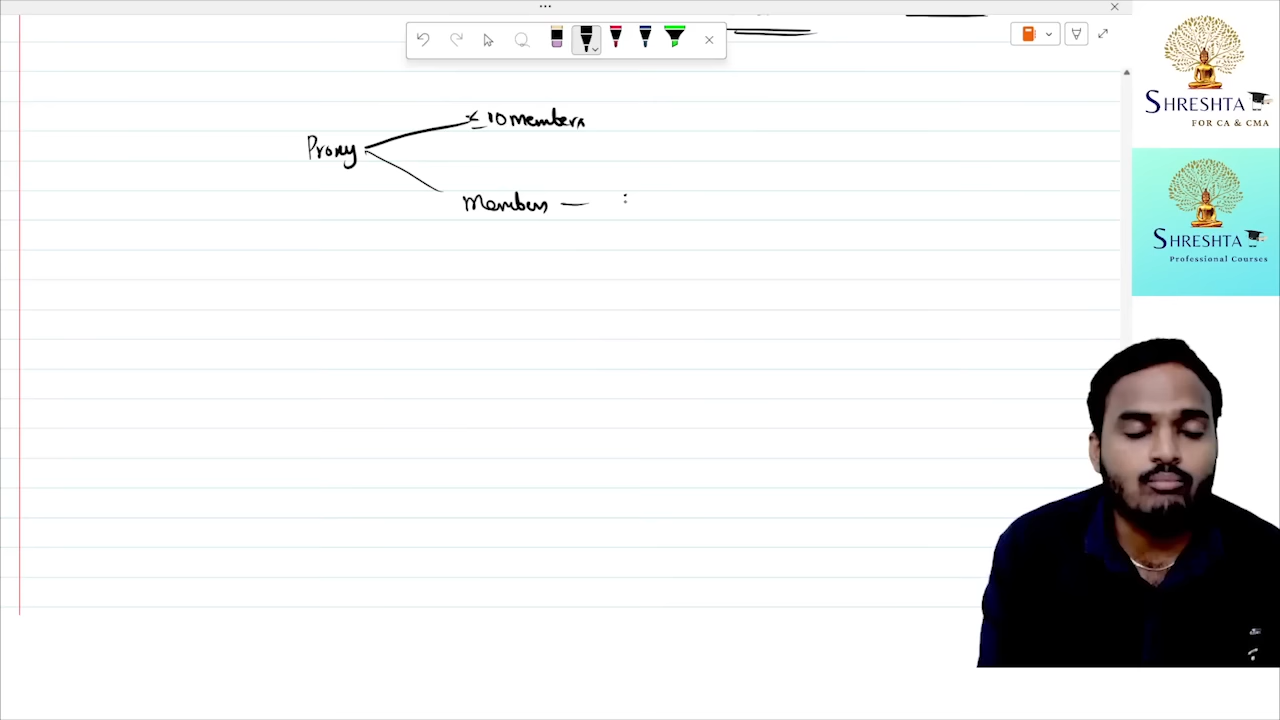 ≤ 10 members
Proxy
Members —
SHRESHTA
FOR CA & CMA
SHRESHTA
Professional Courses